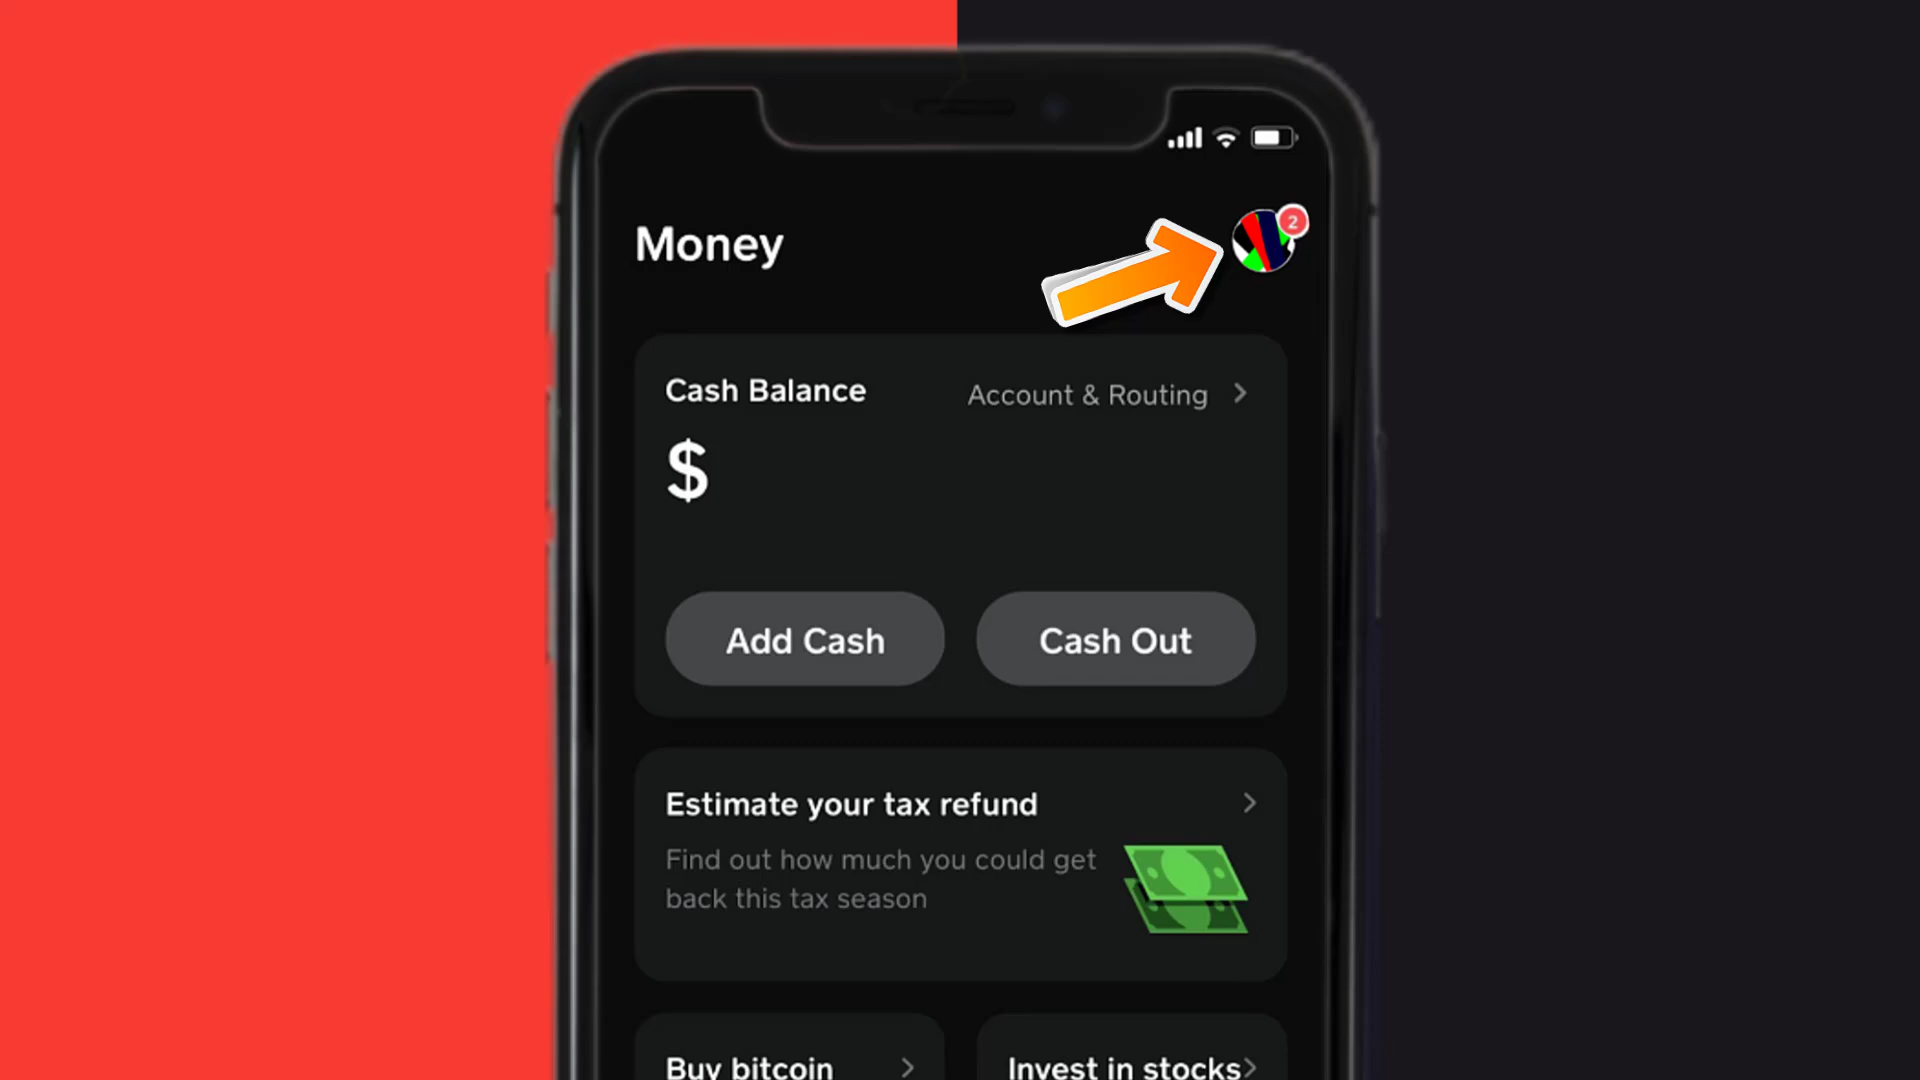 Money
2
Cash Balance
Account & Routing
$
Add Cash
Cash Out
Estimate your tax refund
Find out how much you could get
back this tax season
Buy bitcoin
Invest in stocks